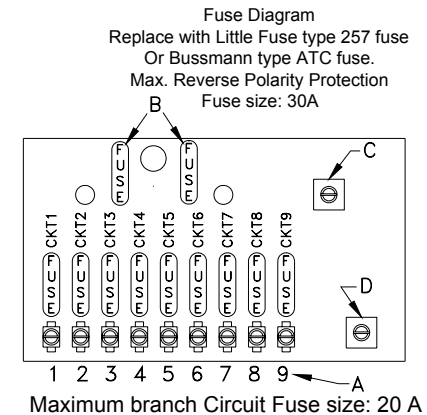 Fuse Diagram
Replace with Little Fuse type 257 fuse
Or Bussmann type ATC fuse.
Max. Reverse Polarity Protection
Fuse size: 30A
B
FUSE FUSE
C
CKT1 CKT2 CKT3 CKT4 CKT5 CKT6 CKT7 CKT8 CKT9
FUSE FUSE FUSE FUSE FUSE FUSE FUSE FUSE FUSE
D
1 2 3 4 5 6 7 8 9 A
Maximum branch Circuit Fuse size: 20 A